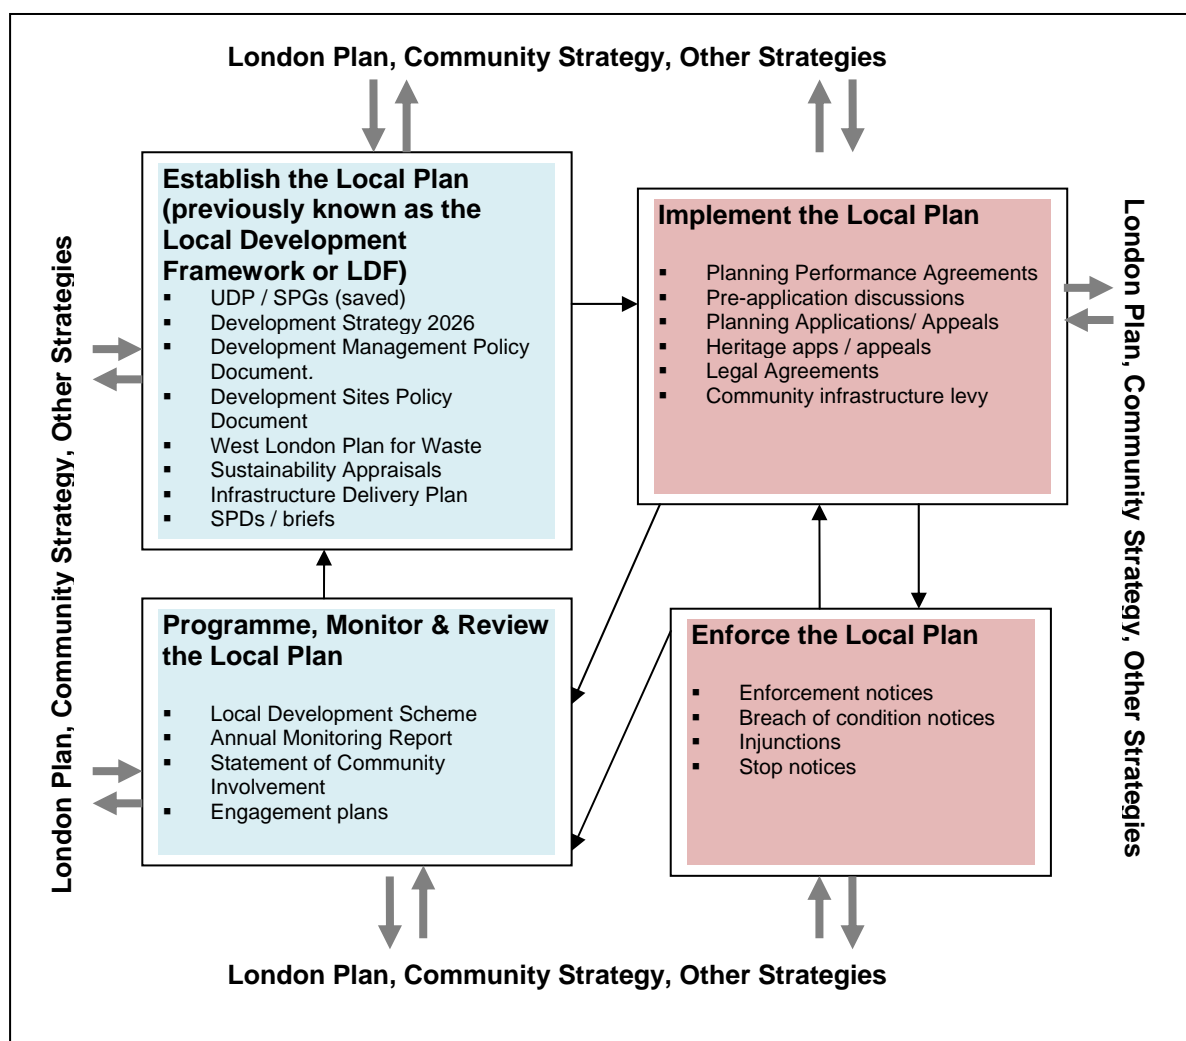 London Plan, Community Strategy, Other Strategies
Establish the Local Plan
(previously known as the
Local Development
Framework or LDF)
▪ UDP / SPGs (saved)
▪ Development Strategy 2026
▪ Development Management Policy
Document.
▪ Development Sites Policy
Document
▪ West London Plan for Waste
▪ Sustainability Appraisals
▪ Infrastructure Delivery Plan
▪ SPDs / briefs
Implement the Local Plan
▪ Planning Performance Agreements
▪ Pre-application discussions
▪ Planning Applications/ Appeals
▪ Heritage apps / appeals
▪ Legal Agreements
▪ Community infrastructure levy
London Plan, Community Strategy, Other Strategies
London Plan, Community Strategy, Other Strategies
Programme, Monitor & Review
the Local Plan
▪ Local Development Scheme
▪ Annual Monitoring Report
▪ Statement of Community
Involvement
▪ Engagement plans
Enforce the Local Plan
▪ Enforcement notices
▪ Breach of condition notices
▪ Injunctions
▪ Stop notices
London Plan, Community Strategy, Other Strategies